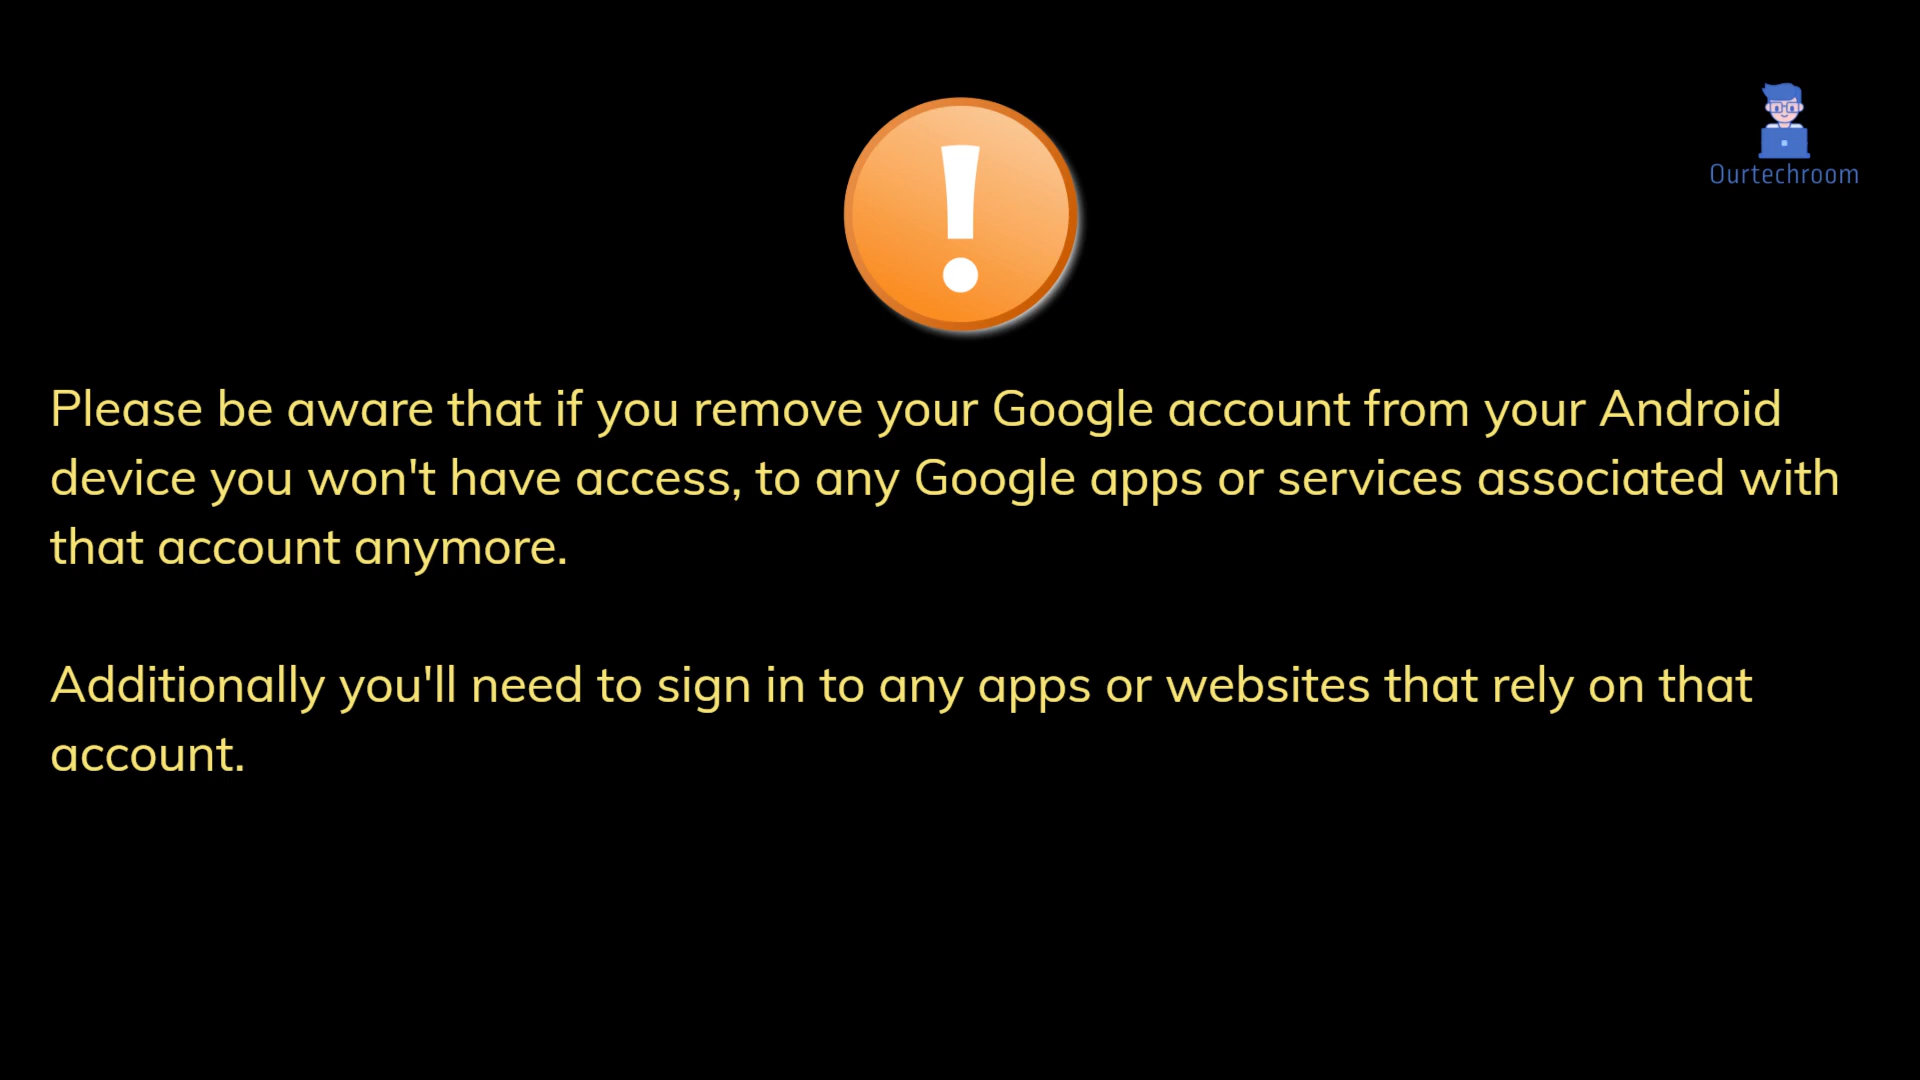 Ourtechroom
Please be aware that if you remove your Google account from your Android
device you won't have access, to any Google apps or services associated with
that account anymore.
Additionally you'll need to sign in to any apps or websites that rely on that
account.